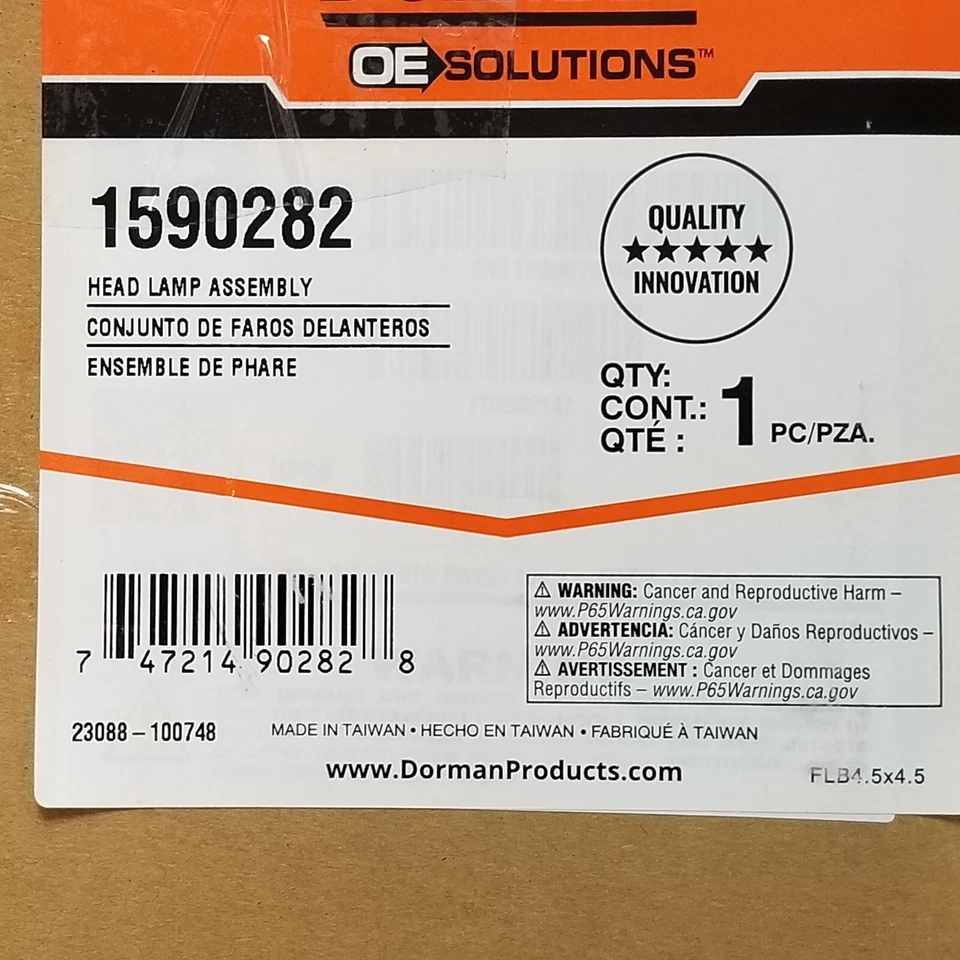 OE SOLUTIONS™
1590282
HEAD LAMP ASSEMBLY
CONJUNTO DE FAROS DELANTEROS
ENSEMBLE DE PHARE
QUALITY
★★★★★
INNOVATION
QTY:
CONT.:
QTÉ :
1 PC/PZA.
7 47214 90282 8
⚠ WARNING: Cancer and Reproductive Harm –
www.P65Warnings.ca.gov
⚠ ADVERTENCIA: Cáncer y Daños Reproductivos –
www.P65Warnings.ca.gov
⚠ AVERTISSEMENT : Cancer et Dommages
Reproductifs – www.P65Warnings.ca.gov
23088–100748
MADE IN TAIWAN • HECHO EN TAIWAN • FABRIQUÉ À TAIWAN
www.DormanProducts.com
FLB4.5x4.5